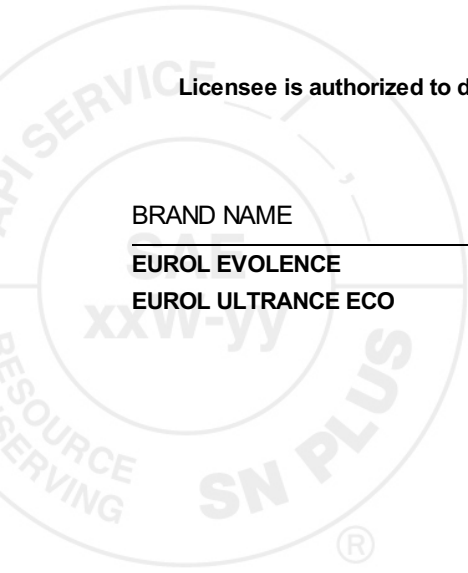 Licensee is authorized to d
BRAND NAME
EUROL EVOLENCE
EUROL ULTRANCE ECO
API SERVICE
SAE
xxW-yy
RESOURCE
SN PLUS
®